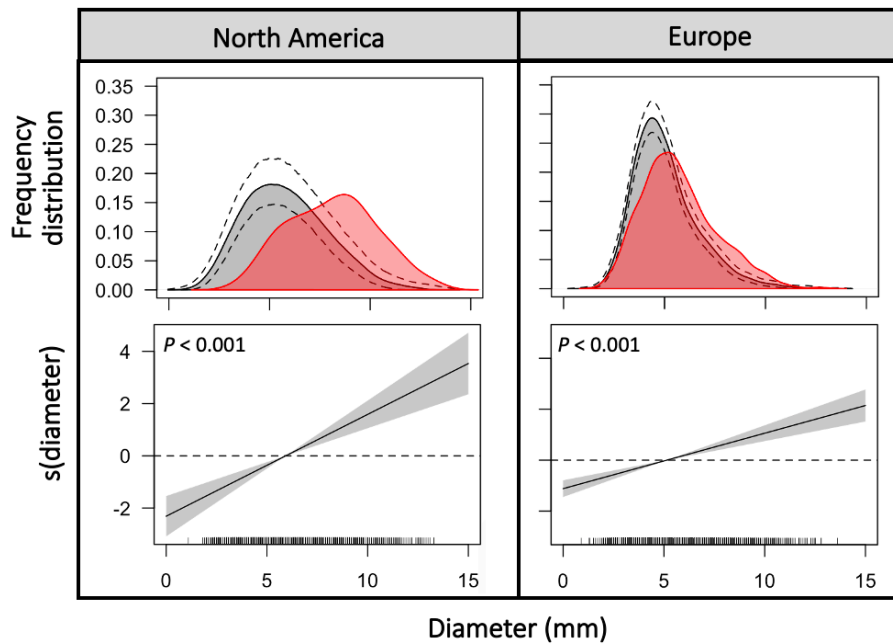 North America
Europe
Frequency
distribution
0.35
0.30
0.25
0.20
0.15
0.10
0.05
0.00
s(diameter)
P < 0.001
P < 0.001
4
2
0
-2
0 5 10 15
0 5 10 15
Diameter (mm)